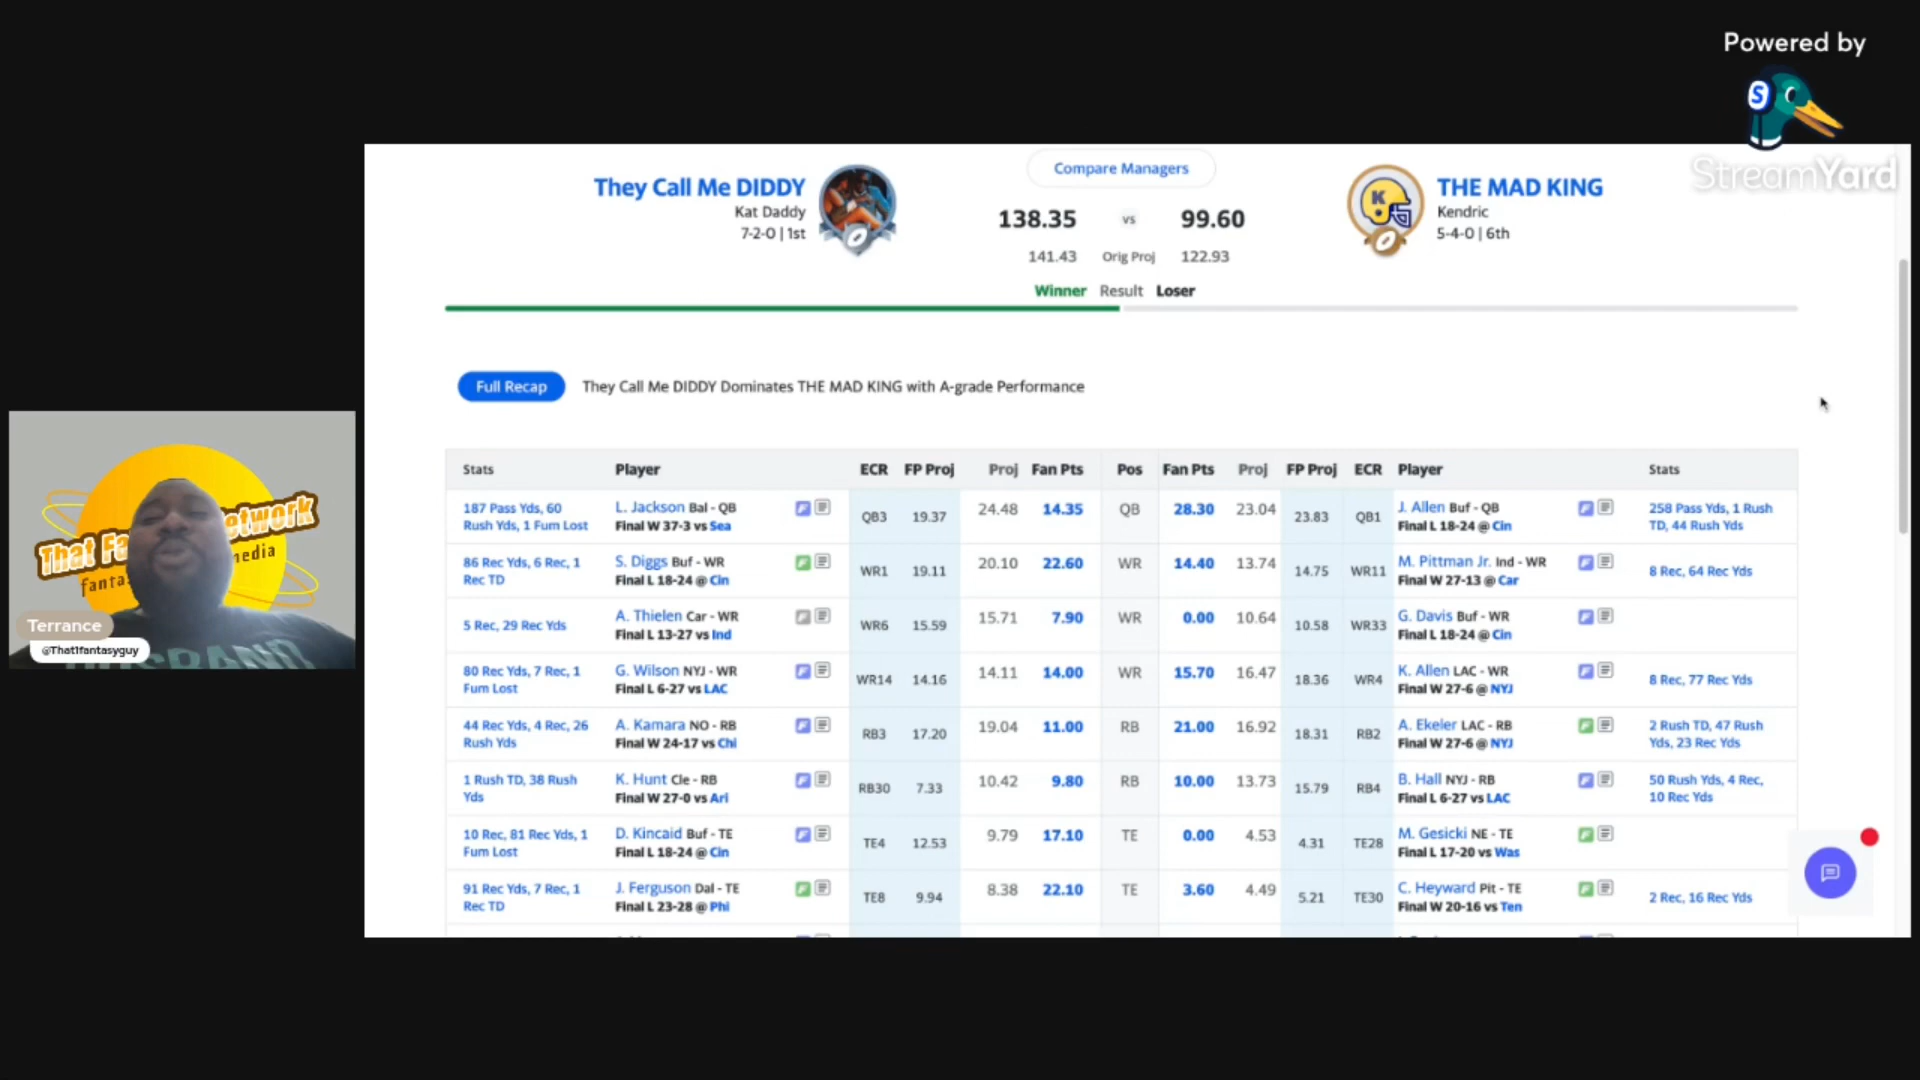 Powered by
StreamYard
They Call Me DIDDY
Kat Daddy
7-2-0 | 1st
Compare Managers
138.35 vs 99.60
141.43 Orig Proj 122.93
Winner Result Loser
THE MAD KING
Kendric
5-4-0 | 6th
Full Recap They Call Me DIDDY Dominates THE MAD KING with A-grade Performance
Stats Player ECR FP Proj Proj Fan Pts Pos Fan Pts Proj FP Proj ECR Player Stats
187 Pass Yds, 60 L. Jackson Bal - QB QB3 19.37 24.48 14.35 QB 28.30 23.04 23.83 QB1 J. Allen Buf - QB 258 Pass Yds, 1 Rush
Rush Yds, 1 Fum Lost Final W 37-3 vs Sea Final L 18-24 @ Cin TD, 44 Rush Yds
86 Rec Yds, 6 Rec, 1 S. Diggs Buf - WR WR1 19.11 20.10 22.60 WR 14.40 13.74 14.75 WR11 M. Pittman Jr. Ind - WR 8 Rec, 64 Rec Yds
Rec TD Final L 18-24 @ Cin Final W 27-13 @ Car
5 Rec, 29 Rec Yds A. Thielen Car - WR WR6 15.59 15.71 7.90 WR 0.00 10.64 10.58 WR33 G. Davis Buf - WR
Final L 13-27 vs Ind Final L 18-24 @ Cin
80 Rec Yds, 7 Rec, 1 G. Wilson NYJ - WR WR14 14.16 14.11 14.00 WR 15.70 16.47 18.36 WR4 K. Allen LAC - WR 8 Rec, 77 Rec Yds
Fum Lost Final L 6-27 vs LAC Final W 27-6 @ NYJ
44 Rec Yds, 4 Rec, 26 A. Kamara NO - RB RB3 17.20 19.04 11.00 RB 21.00 16.92 18.31 RB2 A. Ekeler LAC - RB 2 Rush TD, 47 Rush
Rush Yds Final W 24-17 vs Chi Final W 27-6 @ NYJ Yds, 23 Rec Yds
1 Rush TD, 38 Rush K. Hunt Cle - RB RB30 7.33 10.42 9.80 RB 10.00 13.73 15.79 RB4 B. Hall NYJ - RB 50 Rush Yds, 4 Rec,
Yds Final W 27-0 vs Ari Final L 6-27 vs LAC 10 Rec Yds
10 Rec, 81 Rec Yds, 1 D. Kincaid Buf - TE TE4 12.53 9.79 17.10 TE 0.00 4.53 4.31 TE28 M. Gesicki NE - TE
Fum Lost Final L 18-24 @ Cin Final L 17-20 vs Was
91 Rec Yds, 7 Rec, 1 J. Ferguson Dal - TE TE8 9.94 8.38 22.10 TE 3.60 4.49 5.21 TE30 C. Heyward Pit - TE 2 Rec, 16 Rec Yds
Rec TD Final L 23-28 @ Phi Final W 20-16 vs Ten
That Fa etwork
fanta media
Terrance
@That1fantasyguy